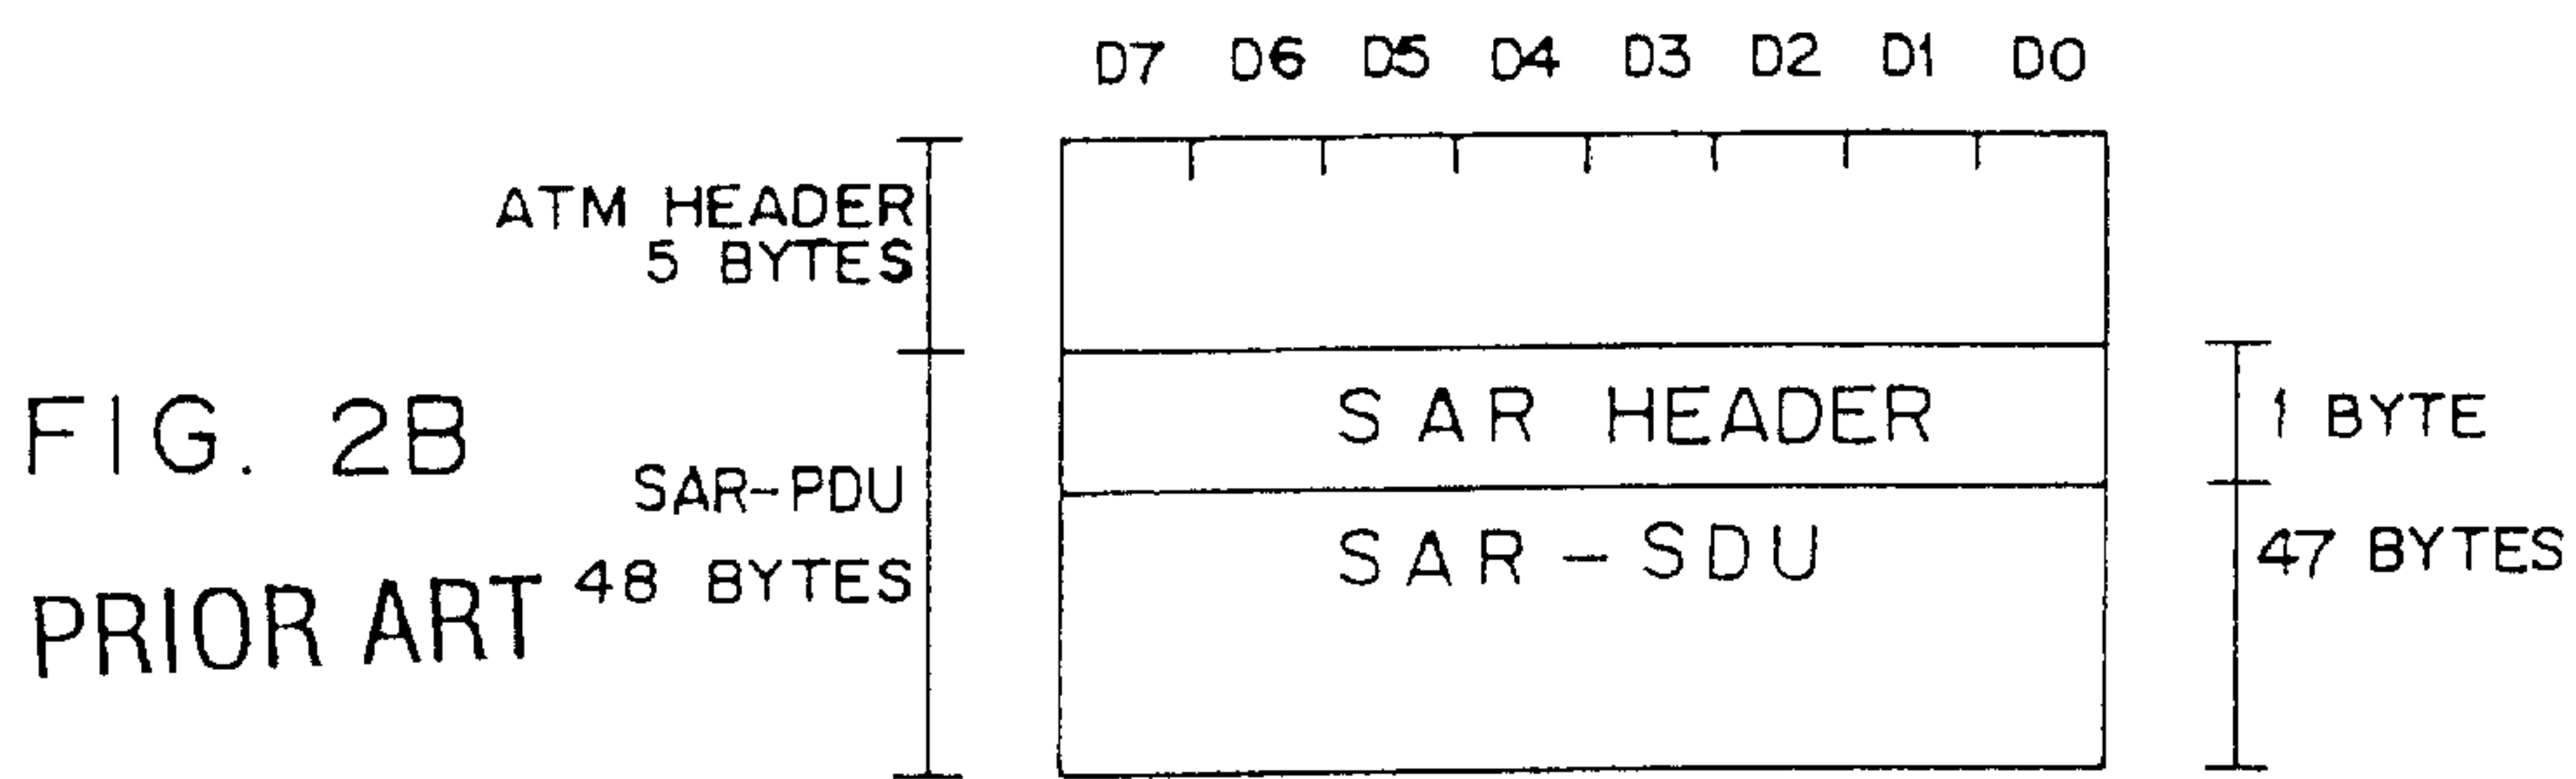 D7 D6 D5 D4 D3 D2 D1 D0
ATM HEADER
5 BYTES
FIG. 2B
PRIOR ART
SAR-PDU
48 BYTES
SAR HEADER
1 BYTE
SAR-SDU
47 BYTES